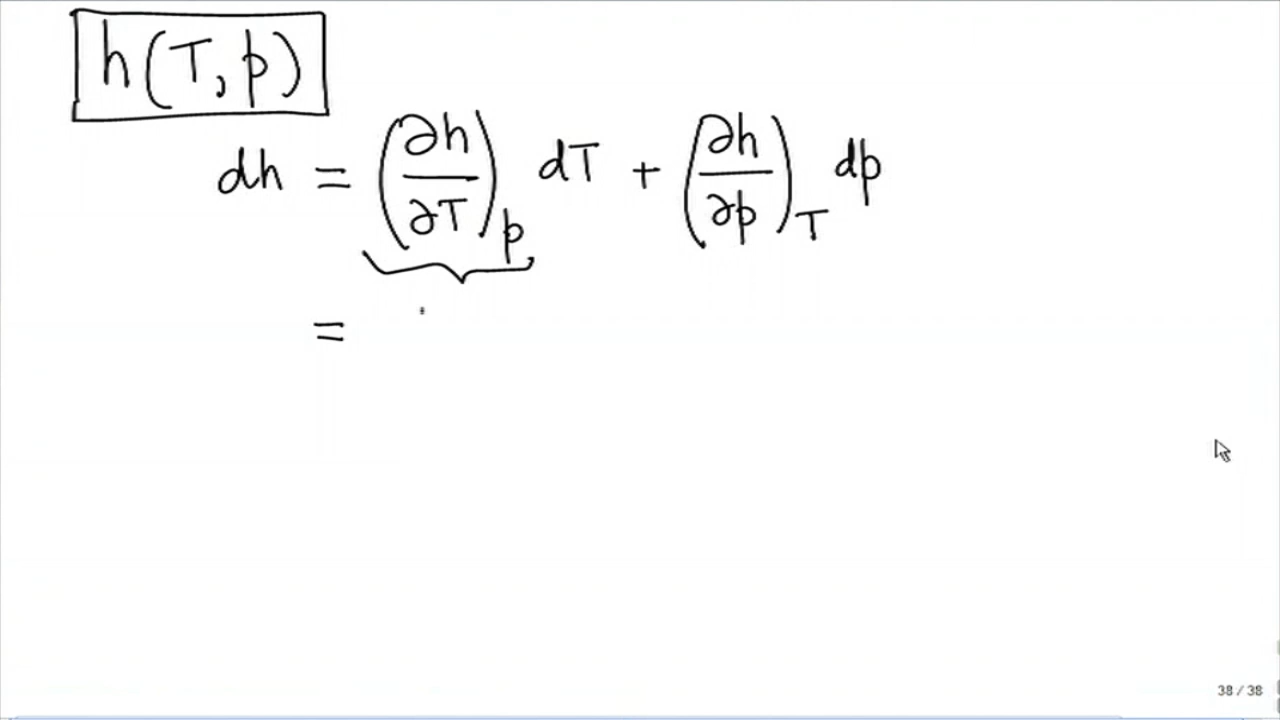 h(T, p)
dh = (∂h/∂T)_p dT + (∂h/∂p)_T dp
=
38 / 38